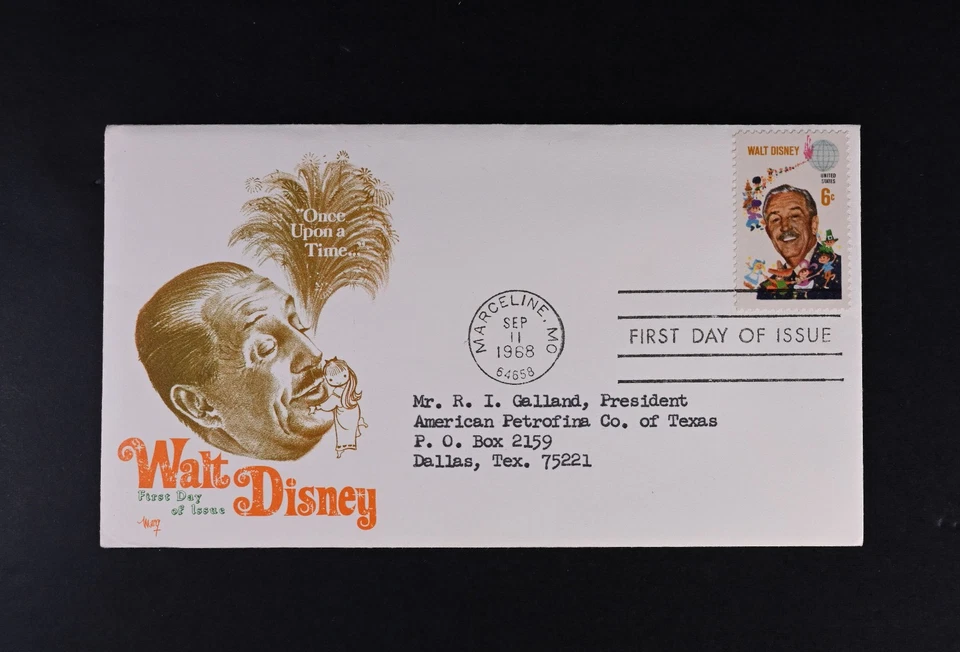 "Once
Upon a
Time..."
Walt
Disney
First Day
of Issue
WALT DISNEY
UNITED
STATES
6c
MARCELINE, MO
SEP
11
1968
64658
FIRST DAY OF ISSUE
Mr. R. I. Galland, President
American Petrofina Co. of Texas
P. O. Box 2159
Dallas, Tex. 75221